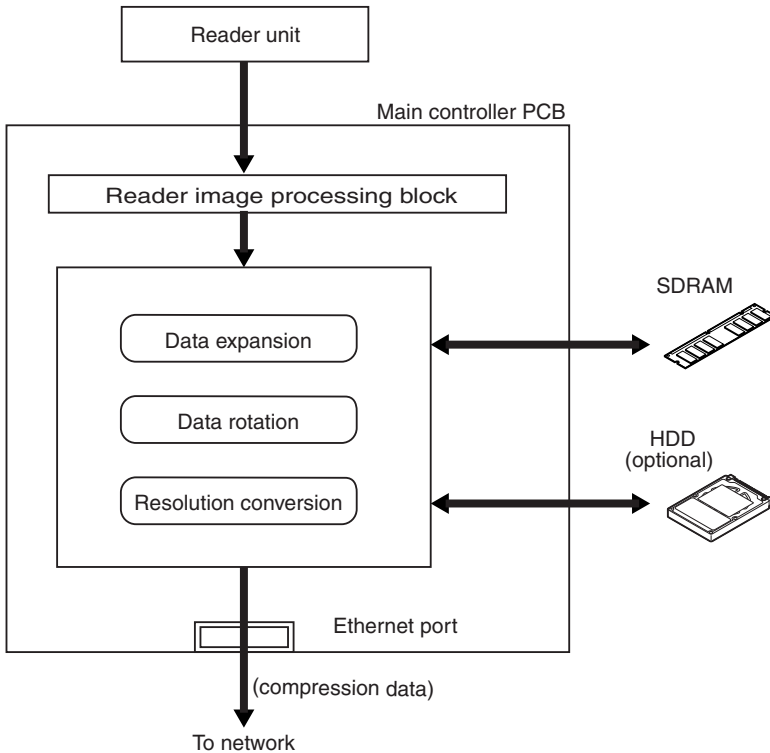 Reader unit
Main controller PCB
Reader image processing block
SDRAM
Data expansion
Data rotation
HDD
(optional)
Resolution conversion
Ethernet port
(compression data)
To network